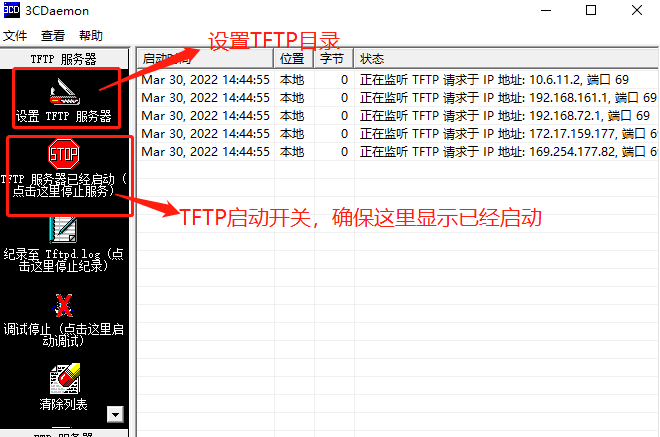 3CD 3CDaemon
文件 查看 帮助
TFTP 服务器
设置 TFTP 服务器
STOP
TFTP 服务器已经启动 (
点击这里停止服务)
纪录至 Tftpd.log (点
击这里停止纪录)
调试停止 (点击这里启
动调试)
清除列表
设置TFTP目录
启动时间 位置 字节 状态
Mar 30, 2022 14:44:55 本地 0 正在监听 TFTP 请求于 IP 地址: 10.6.11.2, 端口 69
Mar 30, 2022 14:44:55 本地 0 正在监听 TFTP 请求于 IP 地址: 192.168.161.1, 端口 69
Mar 30, 2022 14:44:55 本地 0 正在监听 TFTP 请求于 IP 地址: 192.168.72.1, 端口 69
Mar 30, 2022 14:44:55 本地 0 正在监听 TFTP 请求于 IP 地址: 172.17.159.177, 端口
Mar 30, 2022 14:44:55 本地 0 正在监听 TFTP 请求于 IP 地址: 169.254.177.82, 端口 6
TFTP启动开关，确保这里显示已经启动